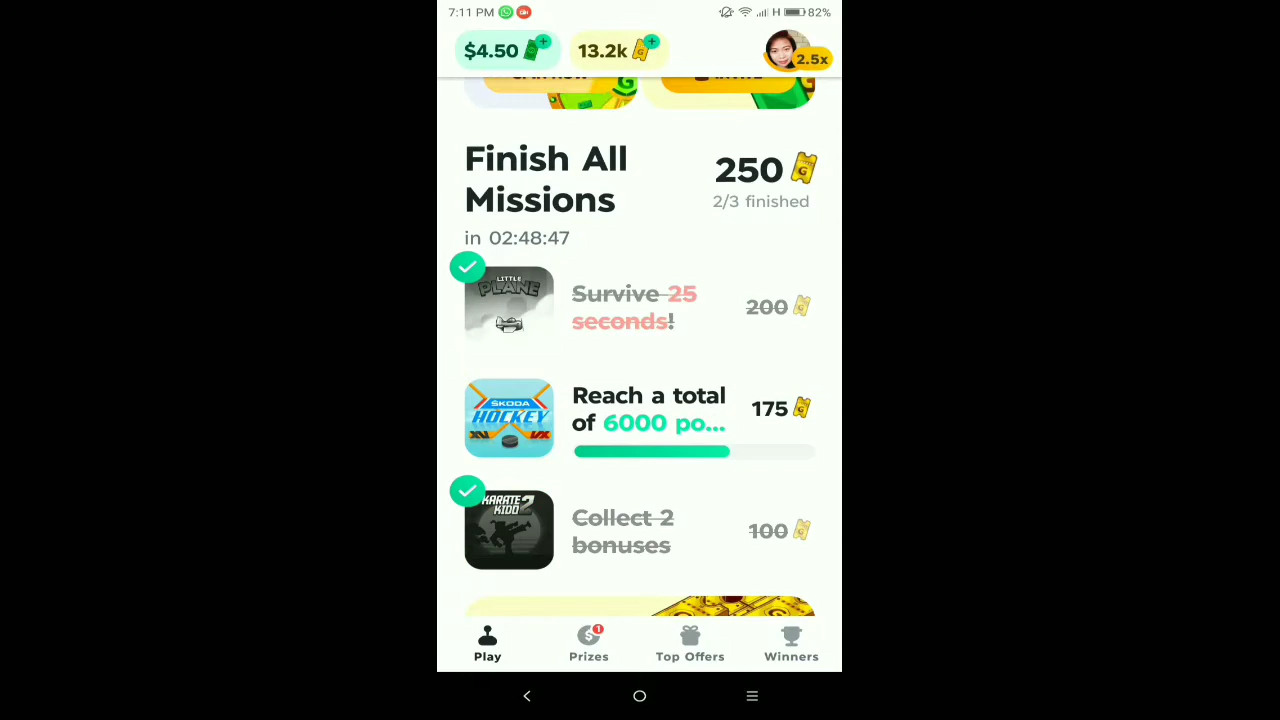 7:11 PM
H 82%
$4.50
13.2k
2.5x
Finish All
Missions
in 02:48:47
250
2/3 finished
LITTLE
PLANE
Survive 25
seconds!
200
ŠKODA
HOCKEY
Reach a total
of 6000 po...
175
KARATE
KIDO 2
Collect 2
bonuses
100
Play
Prizes
1
Top Offers
Winners